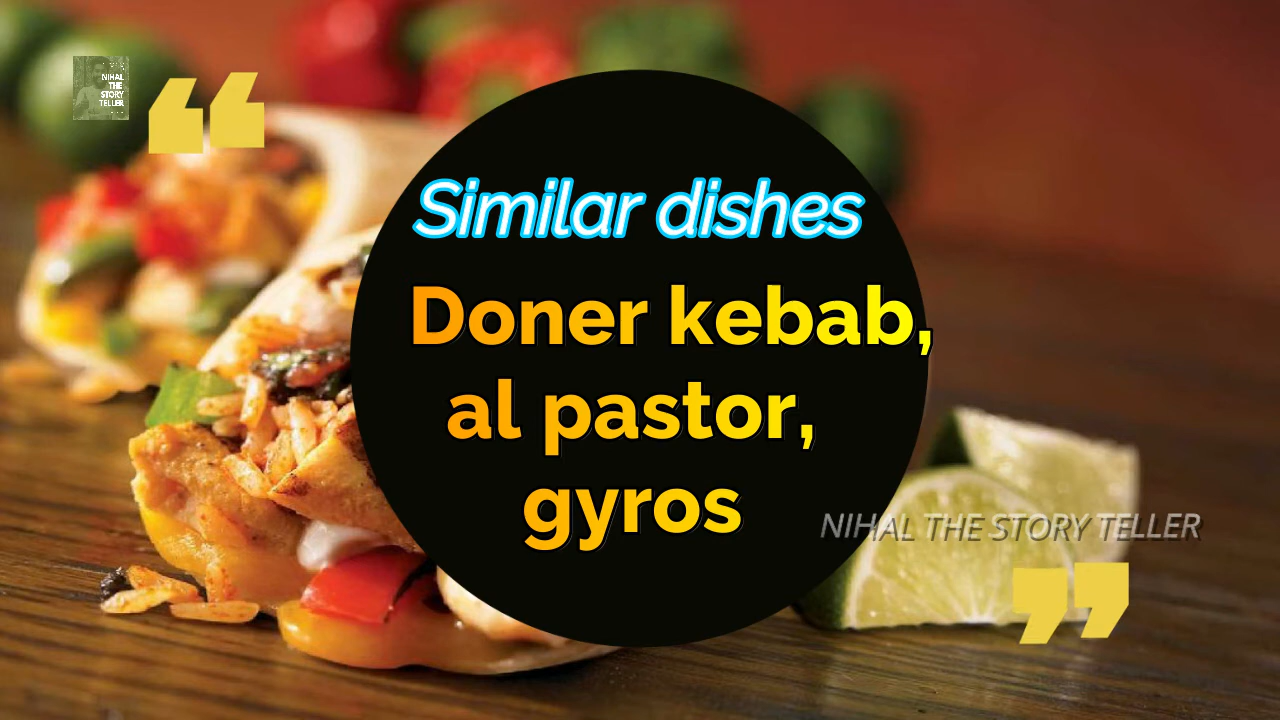 NIHAL
THE
STORY
TELLER
Similar dishes
Doner kebab,
al pastor,
gyros
NIHAL THE STORY TELLER